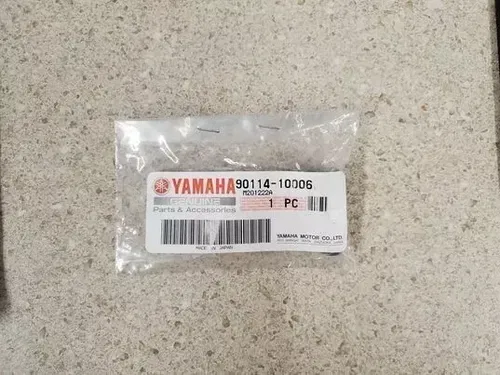 YAMAHA 90114-10006
GENUINE M201222A
Parts & Accessories 1 PC
MADE IN JAPAN YAMAHA MOTOR CO.,LTD.